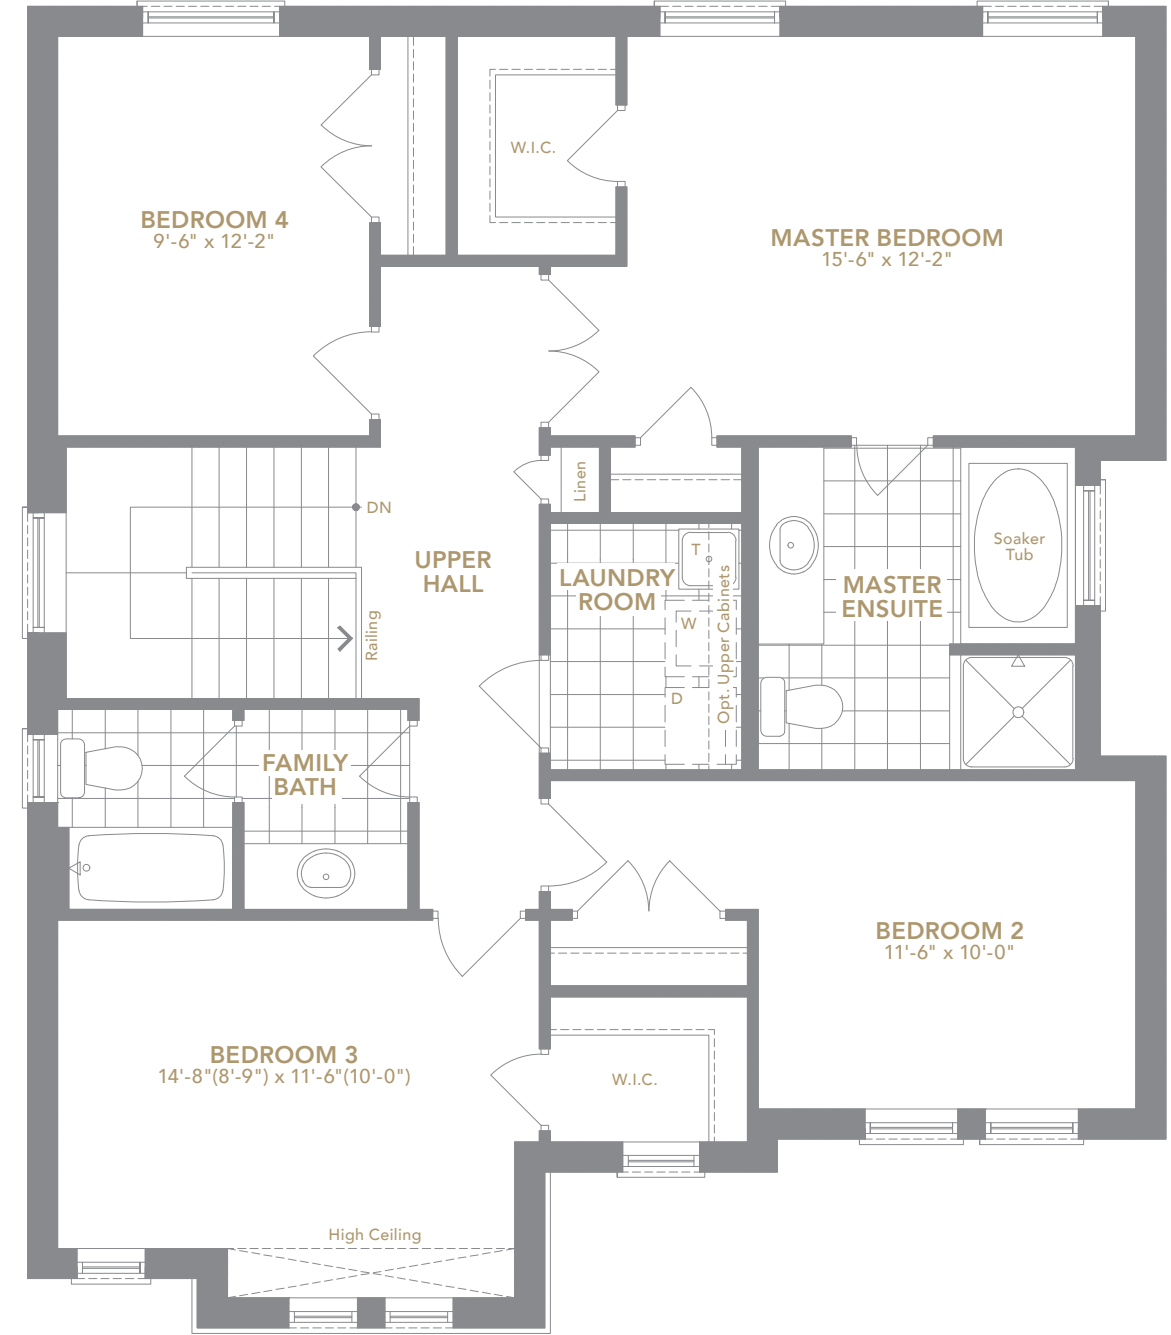 W.I.C.
BEDROOM 4
9'-6" x 12'-2"
MASTER BEDROOM
15'-6" x 12'-2"
Linen
DN
UPPER
HALL
Railing
LAUNDRY
ROOM
T
W
D
Opt. Upper Cabinets
MASTER
ENSUITE
Soaker
Tub
FAMILY
BATH
BEDROOM 2
11'-6" x 10'-0"
BEDROOM 3
14'-8"(8'-9") x 11'-6"(10'-0")
W.I.C.
High Ceiling